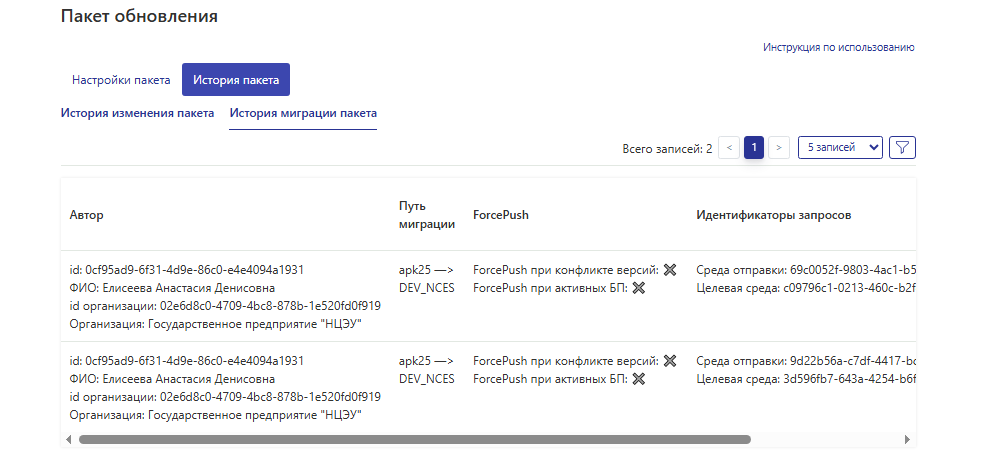 Пакет обновления
Инструкция по использованию
Настройки пакета История пакета
История изменения пакета История миграции пакета
Всего записей: 2 < 1 > 5 записей
Автор Путь миграции ForcePush Идентификаторы запросов
id: 0cf95ad9-6f31-4d9e-86c0-e4e4094a1931 apk25 —> ForcePush при конфликте версий: ✖ Среда отправки: 69c0052f-9803-4ac1-b5
ФИО: Елисеева Анастасия Денисовна DEV_NCES ForcePush при активных БП: ✖ Целевая среда: c09796c1-0213-460c-b2f
id организации: 02e6d8c0-4709-4bc8-878b-1e520fd0f919
Организация: Государственное предприятие "НЦЭУ"
id: 0cf95ad9-6f31-4d9e-86c0-e4e4094a1931 apk25 —> ForcePush при конфликте версий: ✖ Среда отправки: 9d22b56a-c7df-4417-bc
ФИО: Елисеева Анастасия Денисовна DEV_NCES ForcePush при активных БП: ✖ Целевая среда: 3d596fb7-643a-4254-b6f
id организации: 02e6d8c0-4709-4bc8-878b-1e520fd0f919
Организация: Государственное предприятие "НЦЭУ"